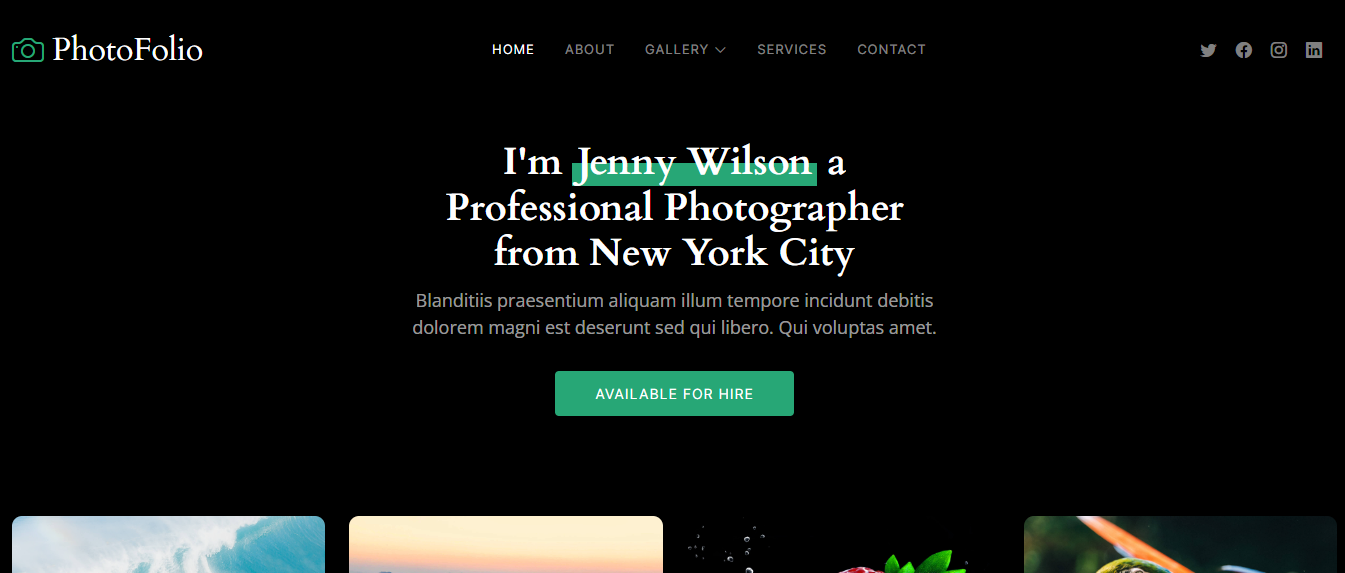 PhotoFolio
HOME ABOUT GALLERY SERVICES CONTACT
I'm Jenny Wilson a
Professional Photographer
from New York City
Blanditiis praesentium aliquam illum tempore incidunt debitis
dolorem magni est deserunt sed qui libero. Qui voluptas amet.
AVAILABLE FOR HIRE